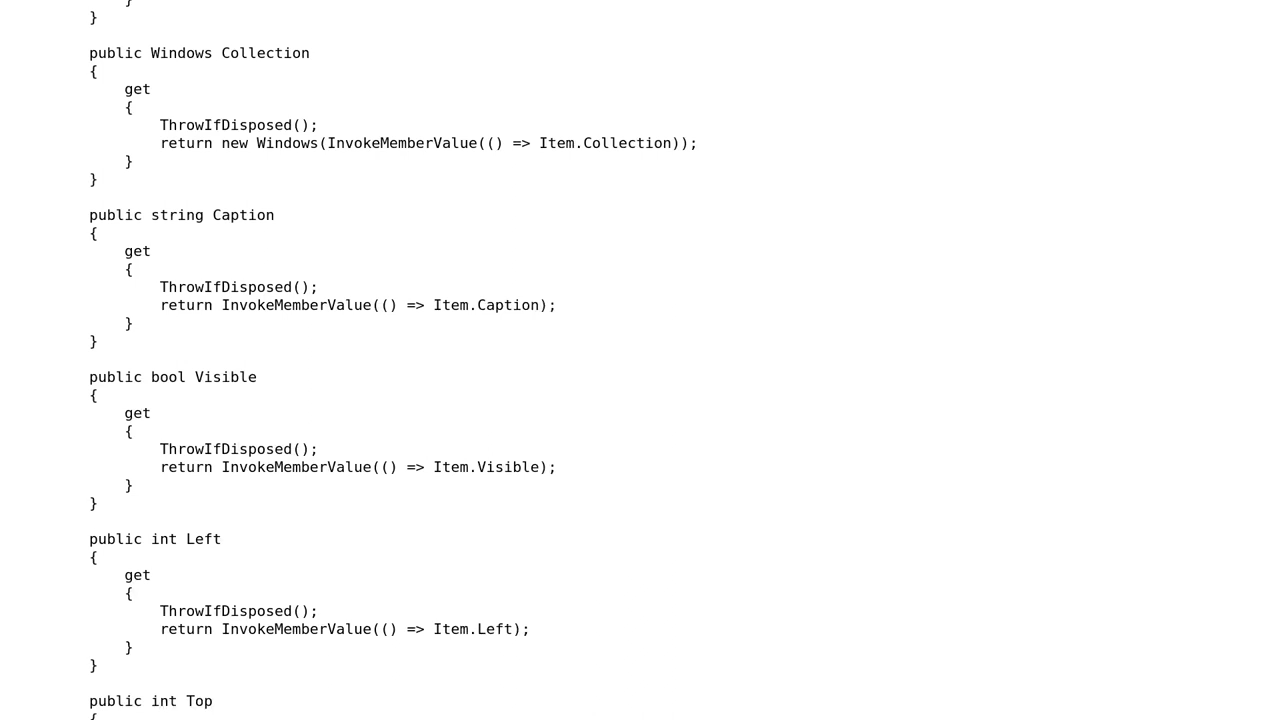 }
}

public Windows Collection
{
    get
    {
        ThrowIfDisposed();
        return new Windows(InvokeMemberValue(() => Item.Collection));
    }
}

public string Caption
{
    get
    {
        ThrowIfDisposed();
        return InvokeMemberValue(() => Item.Caption);
    }
}

public bool Visible
{
    get
    {
        ThrowIfDisposed();
        return InvokeMemberValue(() => Item.Visible);
    }
}

public int Left
{
    get
    {
        ThrowIfDisposed();
        return InvokeMemberValue(() => Item.Left);
    }
}

public int Top
{